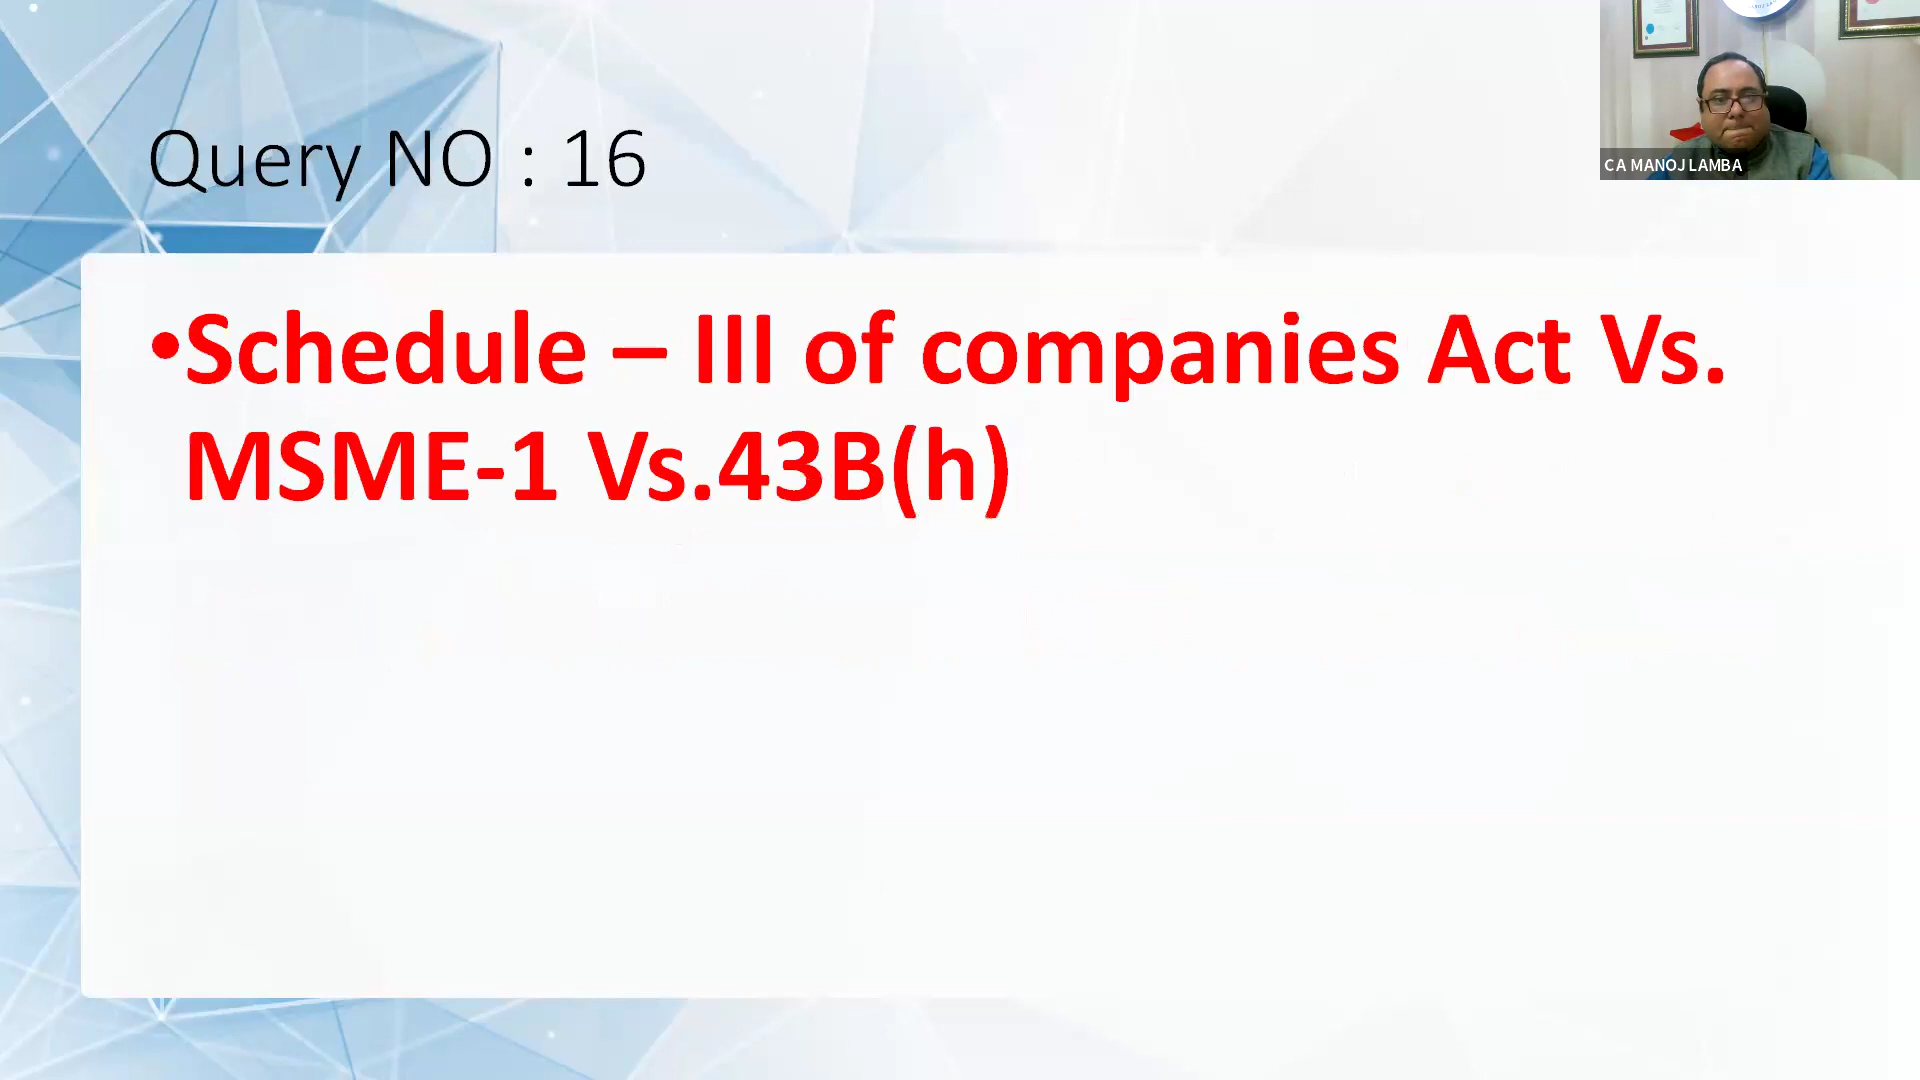 Query NO : 16
CA MANOJ LAMBA
•Schedule – III of companies Act Vs.
MSME-1 Vs.43B(h)